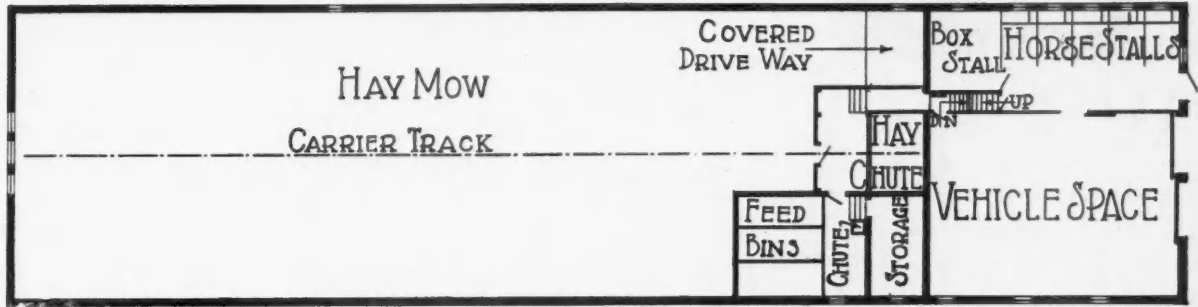 HAY MOW
CARRIER TRACK
COVERED
DRIVE WAY
BOX
STALL
HORSE STALLS
DN
UP
HAY
CHUTE
VEHICLE SPACE
FEED
BINS
CHUTE
STORAGE